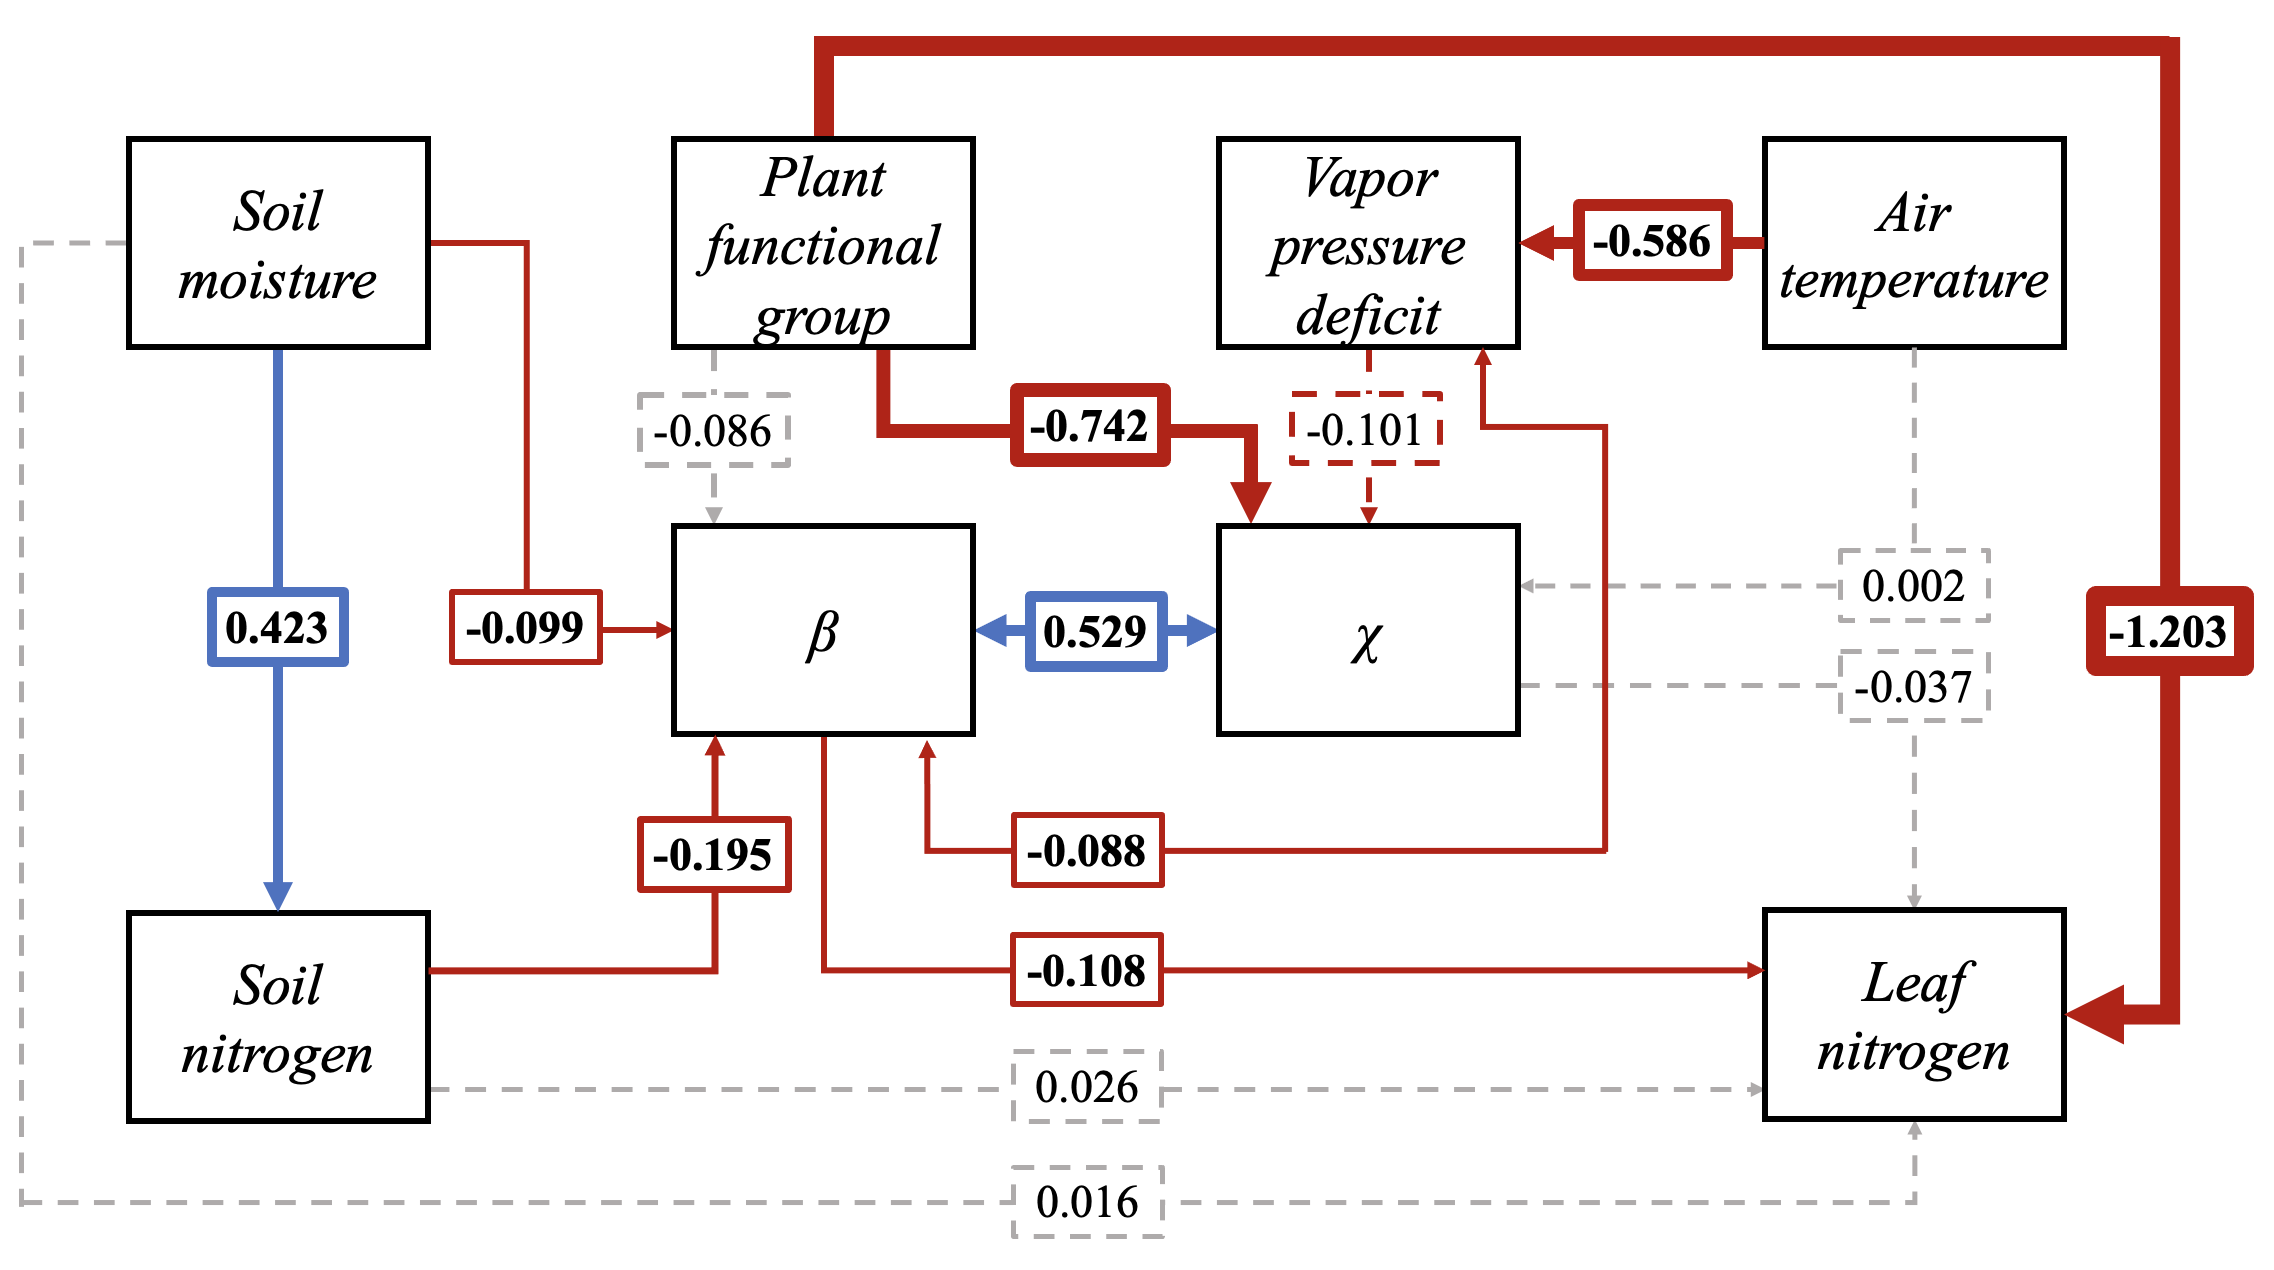 Soil
moisture
Plant
functional
group
Vapor
pressure
deficit
Air
temperature
-0.586
-0.086
-0.742
-0.101
0.423
-0.099
β
0.529
χ
0.002
-0.037
-1.203
-0.195
-0.088
-0.108
Soil
nitrogen
Leaf
nitrogen
0.026
0.016